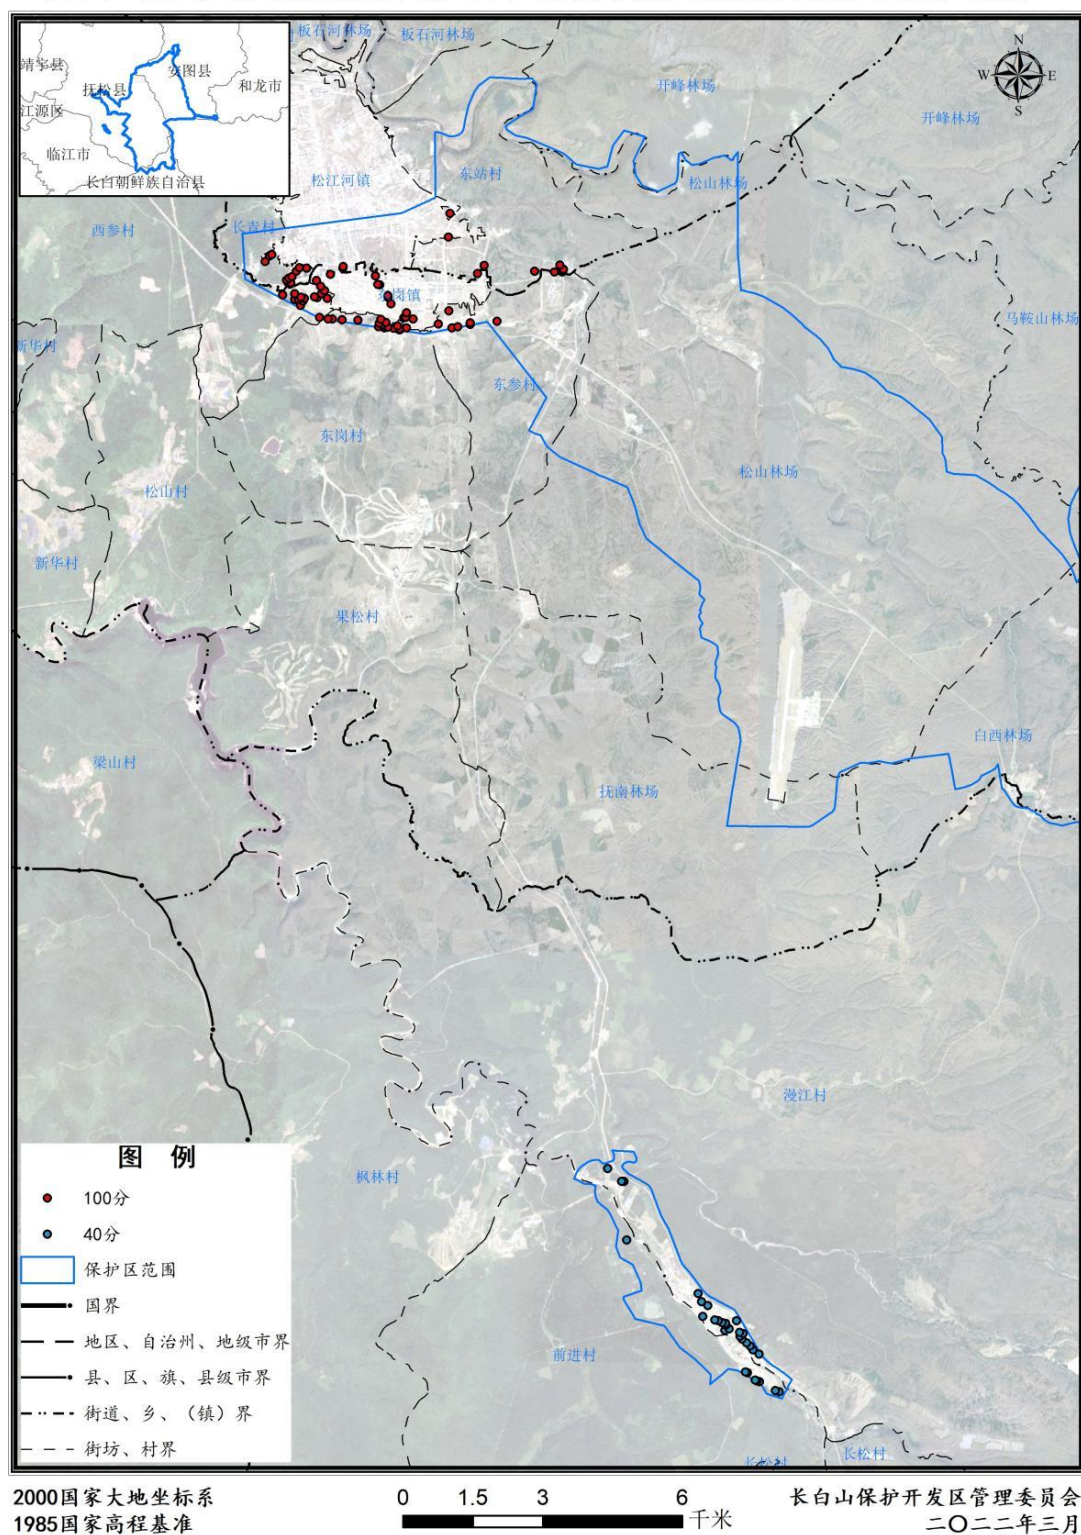 板石河林场
板石河林场
靖宇县
安图县
抚松县
和龙市
江源区
临江市
长白朝鲜族自治县
N
W
E
S
开峰林场
开峰林场
松江河镇
东站村
松山林场
西参村
长青村
东岗镇
马鞍山林场
新华村
东参村
东岗村
松山村
松山林场
新华村
果松村
梁山村
白西林场
抚南林场
漫江村
枫林村
前进村
长松村
长松村
图 例
100分
40分
保护区范围
国界
地区、自治州、地级市界
县、区、旗、县级市界
街道、乡、（镇）界
街坊、村界
2000国家大地坐标系
1985国家高程基准
0 1.5 3 6
千米
长白山保护开发区管理委员会
二〇二二年三月